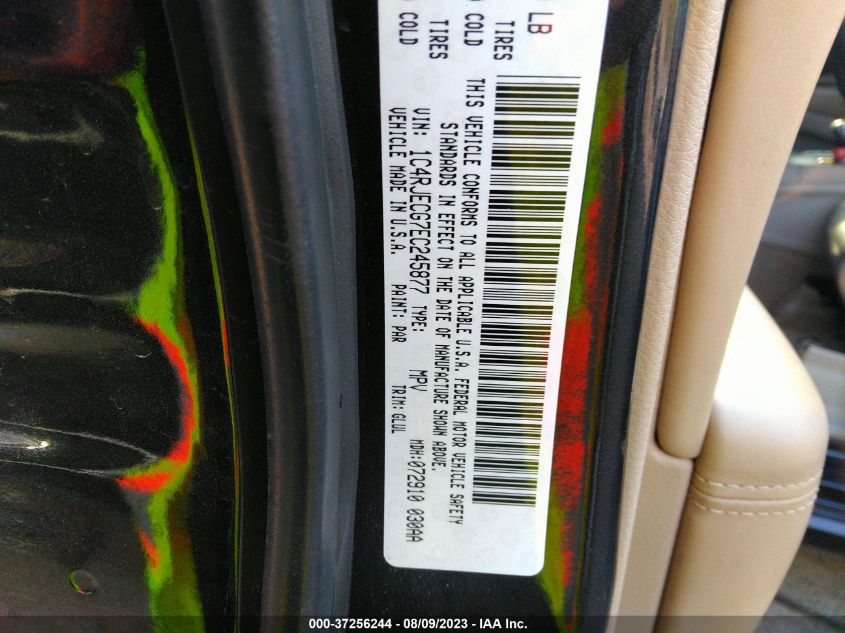 LB
TIRES COLD
TIRES COLD
THIS VEHICLE CONFORMS TO ALL APPLICABLE U.S.A. FEDERAL MOTOR VEHICLE SAFETY
STANDARDS IN EFFECT ON THE DATE OF MANUFACTURE SHOWN ABOVE.
VIN: 1C4RJECG7EC245877 TYPE: MPV MDH:072910 030AA
VEHICLE MADE IN U.S.A. PAINT: PAR TRIM: GLUL
000-37256244 - 08/09/2023 - IAA Inc.